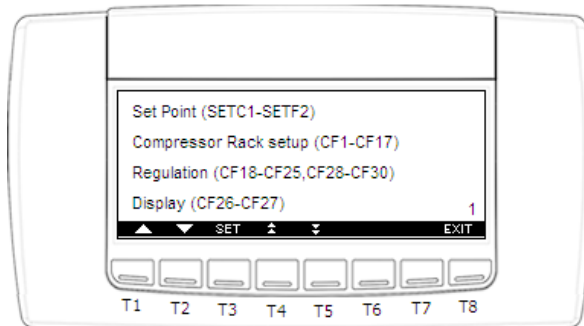 Set Point (SETC1-SETF2)
Compressor Rack setup (CF1-CF17)
Regulation (CF18-CF25,CF28-CF30)
Display (CF26-CF27)
1
SET EXIT
T1 T2 T3 T4 T5 T6 T7 T8